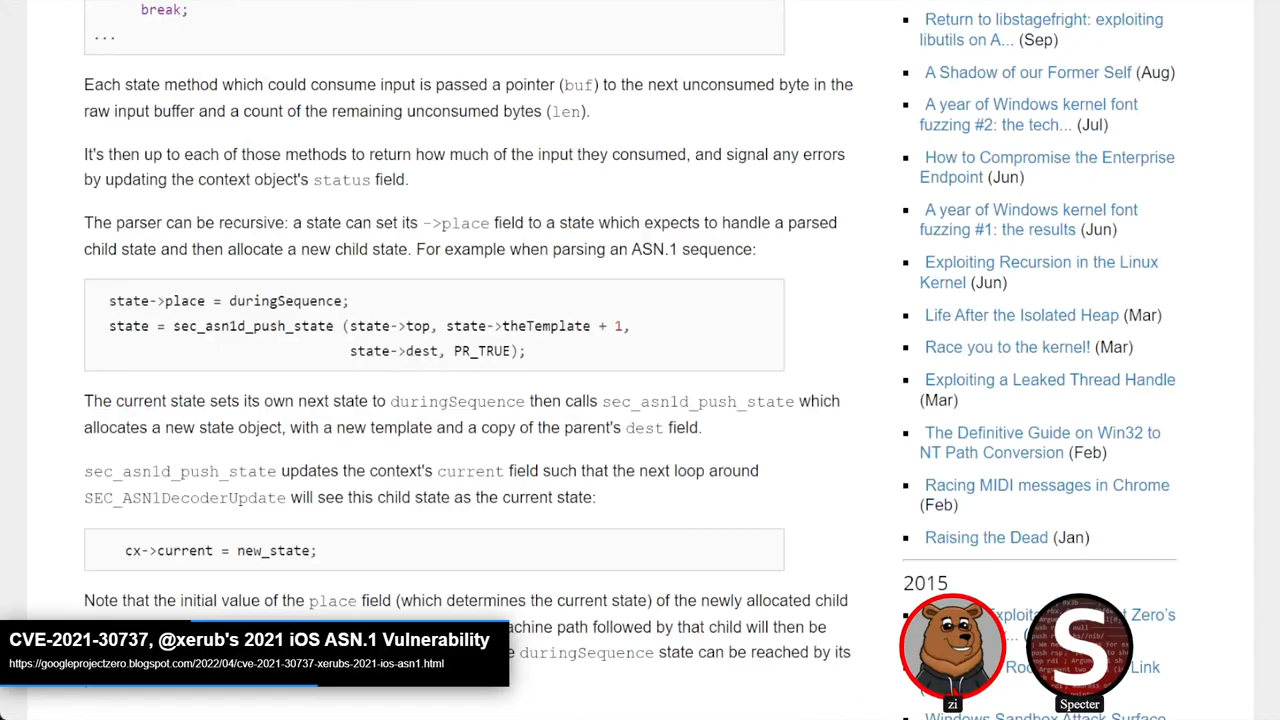 break;
...
Each state method which could consume input is passed a pointer (buf) to the next unconsumed byte in the
raw input buffer and a count of the remaining unconsumed bytes (len).
It's then up to each of those methods to return how much of the input they consumed, and signal any errors
by updating the context object's status field.
The parser can be recursive: a state can set its ->place field to a state which expects to handle a parsed
child state and then allocate a new child state. For example when parsing an ASN.1 sequence:
state->place = duringSequence;
state = sec_asn1d_push_state (state->top, state->theTemplate + 1,
state->dest, PR_TRUE);
The current state sets its own next state to duringSequence then calls sec_asn1d_push_state which
allocates a new state object, with a new template and a copy of the parent's dest field.
sec_asn1d_push_state updates the context's current field such that the next loop around
SEC_ASN1DecoderUpdate will see this child state as the current state:
cx->current = new_state;
Note that the initial value of the place field (which determines the current state) of the newly allocated child
achine path followed by that child will then be
duringSequence state can be reached by its
CVE-2021-30737, @xerub's 2021 iOS ASN.1 Vulnerability
https://googleprojectzero.blogspot.com/2022/04/cve-2021-30737-xerubs-2021-ios-asn1.html
Return to libstagefright: exploiting
libutils on A... (Sep)
A Shadow of our Former Self (Aug)
A year of Windows kernel font
fuzzing #2: the tech... (Jul)
How to Compromise the Enterprise
Endpoint (Jun)
A year of Windows kernel font
fuzzing #1: the results (Jun)
Exploiting Recursion in the Linux
Kernel (Jun)
Life After the Isolated Heap (Mar)
Race you to the kernel! (Mar)
Exploiting a Leaked Thread Handle
(Mar)
The Definitive Guide on Win32 to
NT Path Conversion (Feb)
Racing MIDI messages in Chrome
(Feb)
Raising the Dead (Jan)
2015
Zero's
Link
Windows Sandbox Attack Surface
S
zi
Specter